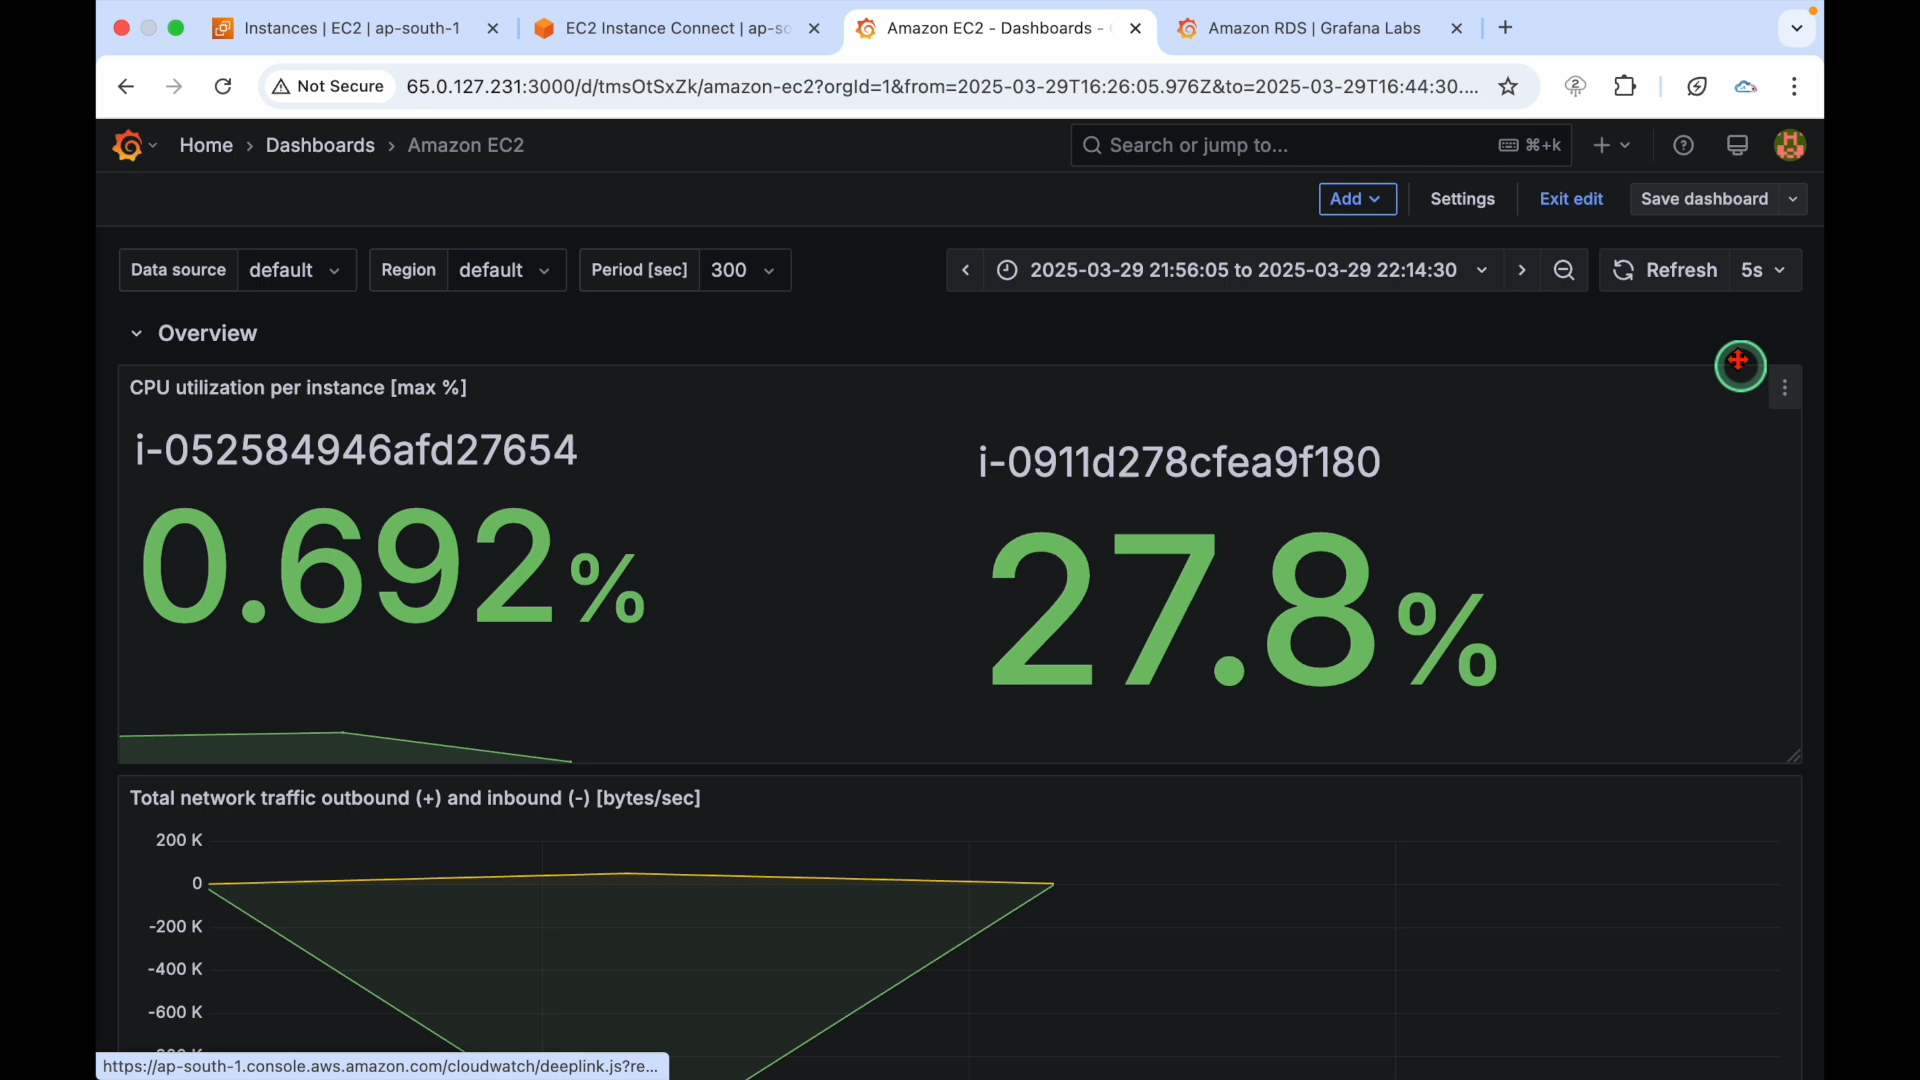 Instances | EC2 | ap-south-1
EC2 Instance Connect | ap-so
Amazon EC2 - Dashboards -
Amazon RDS | Grafana Labs
Not Secure
65.0.127.231:3000/d/tmsOtSxZk/amazon-ec2?orgId=1&from=2025-03-29T16:26:05.976Z&to=2025-03-29T16:44:30....
Home › Dashboards › Amazon EC2
Search or jump to...
⌘+k
Add
Settings
Exit edit
Save dashboard
Data source default
Region default
Period [sec] 300
2025-03-29 21:56:05 to 2025-03-29 22:14:30
Refresh 5s
Overview
CPU utilization per instance [max %]
i-052584946afd27654
0.692%
i-0911d278cfea9f180
27.8%
Total network traffic outbound (+) and inbound (-) [bytes/sec]
200 K
0
-200 K
-400 K
-600 K
https://ap-south-1.console.aws.amazon.com/cloudwatch/deeplink.js?re...